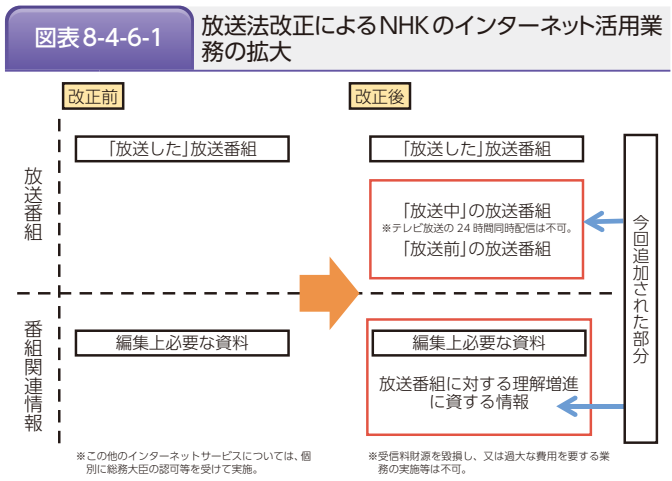 図表8-4-6-1
放送法改正によるNHKのインターネット活用業
務の拡大
改正前
改正後
放送番組
「放送した」放送番組
「放送した」放送番組
「放送中」の放送番組
※テレビ放送の24時間同時配信は不可。
「放送前」の放送番組
今回追加された部分
番組関連情報
編集上必要な資料
編集上必要な資料
放送番組に対する理解増進
に資する情報
※この他のインターネットサービスについては、個
別に総務大臣の認可等を受けて実施。
※受信料財源を毀損し、又は過大な費用を要する業
務の実施等は不可。